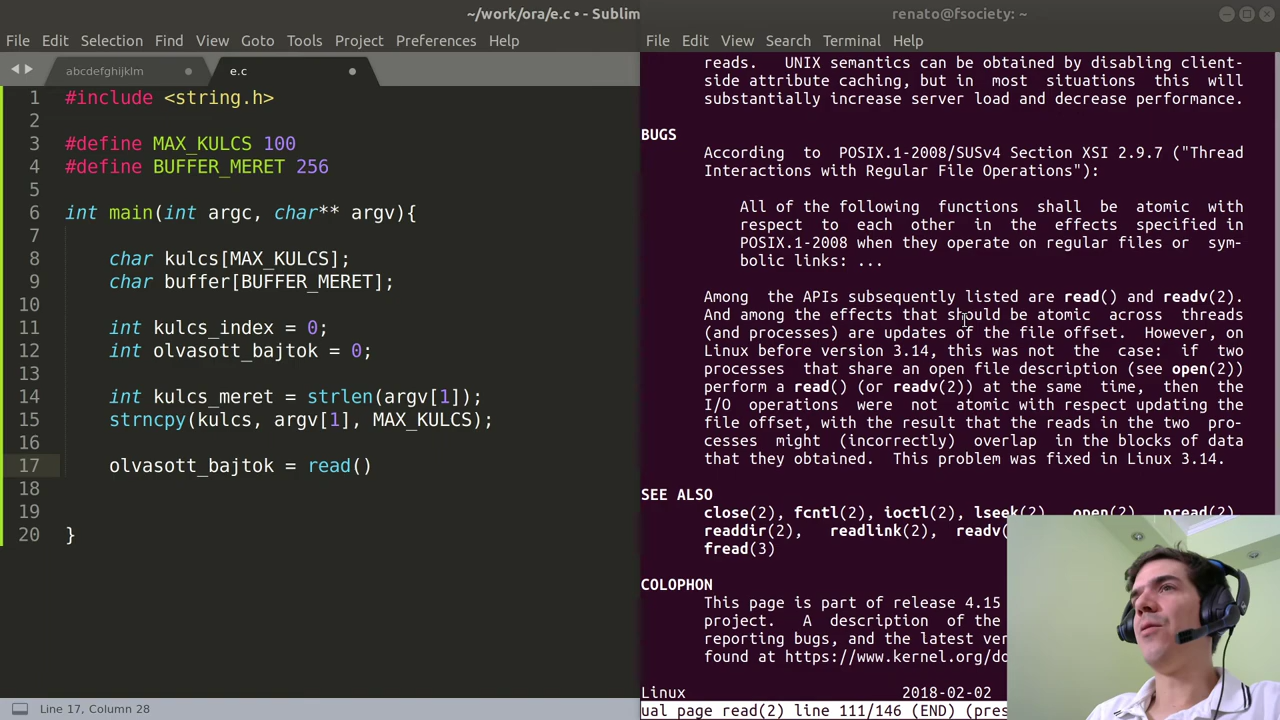 ~/work/ora/e.c • - Sublim
File Edit Selection Find View Goto Tools Project Preferences Help
abcdefghijklm
e.c
1 #include <string.h>
2
3 #define MAX_KULCS 100
4 #define BUFFER_MERET 256
5
6 int main(int argc, char** argv){
7
8 char kulcs[MAX_KULCS];
9 char buffer[BUFFER_MERET];
10
11 int kulcs_index = 0;
12 int olvasott_bajtok = 0;
13
14 int kulcs_meret = strlen(argv[1]);
15 strncpy(kulcs, argv[1], MAX_KULCS);
16
17 olvasott_bajtok = read()
18
19
20 }
Line 17, Column 28
renato@fsociety: ~
File Edit View Search Terminal Help
reads. UNIX semantics can be obtained by disabling client-
side attribute caching, but in most situations this will
substantially increase server load and decrease performance.
BUGS
According to POSIX.1-2008/SUSv4 Section XSI 2.9.7 ("Thread
Interactions with Regular File Operations"):
All of the following functions shall be atomic with
respect to each other in the effects specified in
POSIX.1-2008 when they operate on regular files or sym-
bolic links: ...
Among the APIs subsequently listed are read() and readv(2).
And among the effects that should be atomic across threads
(and processes) are updates of the file offset. However, on
Linux before version 3.14, this was not the case: if two
processes that share an open file description (see open(2))
perform a read() (or readv(2)) at the same time, then the
I/O operations were not atomic with respect updating the
file offset, with the result that the reads in the two pro-
cesses might (incorrectly) overlap in the blocks of data
that they obtained. This problem was fixed in Linux 3.14.
SEE ALSO
close(2), fcntl(2), ioctl(2), lseek(2), open(2), pread(2),
readdir(2), readlink(2), readv(
fread(3)
COLOPHON
This page is part of release 4.15
project. A description of the
reporting bugs, and the latest ver
found at https://www.kernel.org/do
Linux 2018-02-02
ual page read(2) line 111/146 (END) (pres